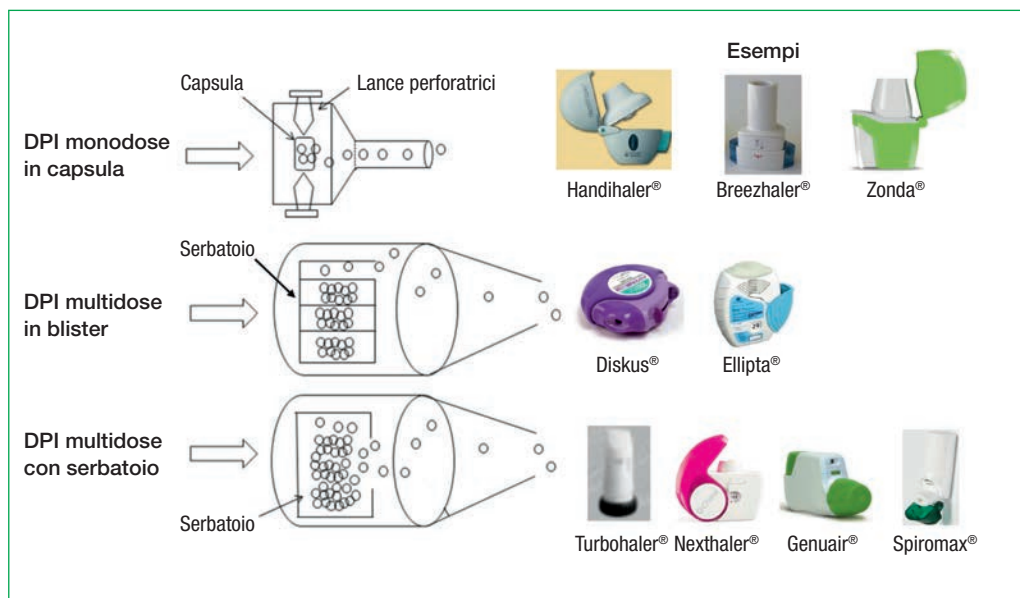 Esempi
Capsula
Lance perforatrici
DPI monodose
in capsula
Handihaler®
Breezhaler®
Zonda®
Serbatoio
DPI multidose
in blister
Diskus®
Ellipta®
DPI multidose
con serbatoio
Serbatoio
Turbohaler®
Nexthaler®
Genuair®
Spiromax®